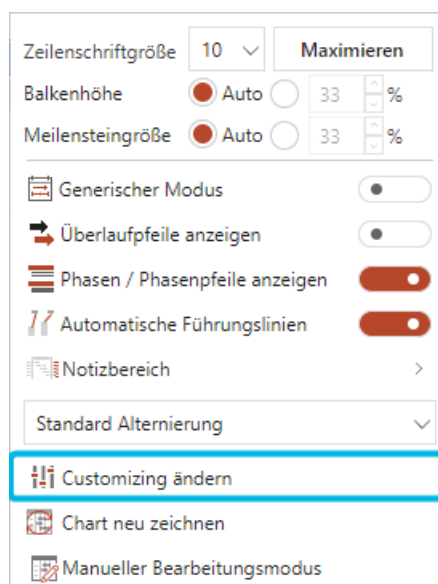 Zeilenschriftgröße 10 Maximieren
Balkenhöhe Auto 33 %
Meilensteingröße Auto 33 %
Generischer Modus
Überlaufpfeile anzeigen
Phasen / Phasenpfeile anzeigen
Automatische Führungslinien
Notizbereich
Standard Alternierung
Customizing ändern
Chart neu zeichnen
Manueller Bearbeitungsmodus